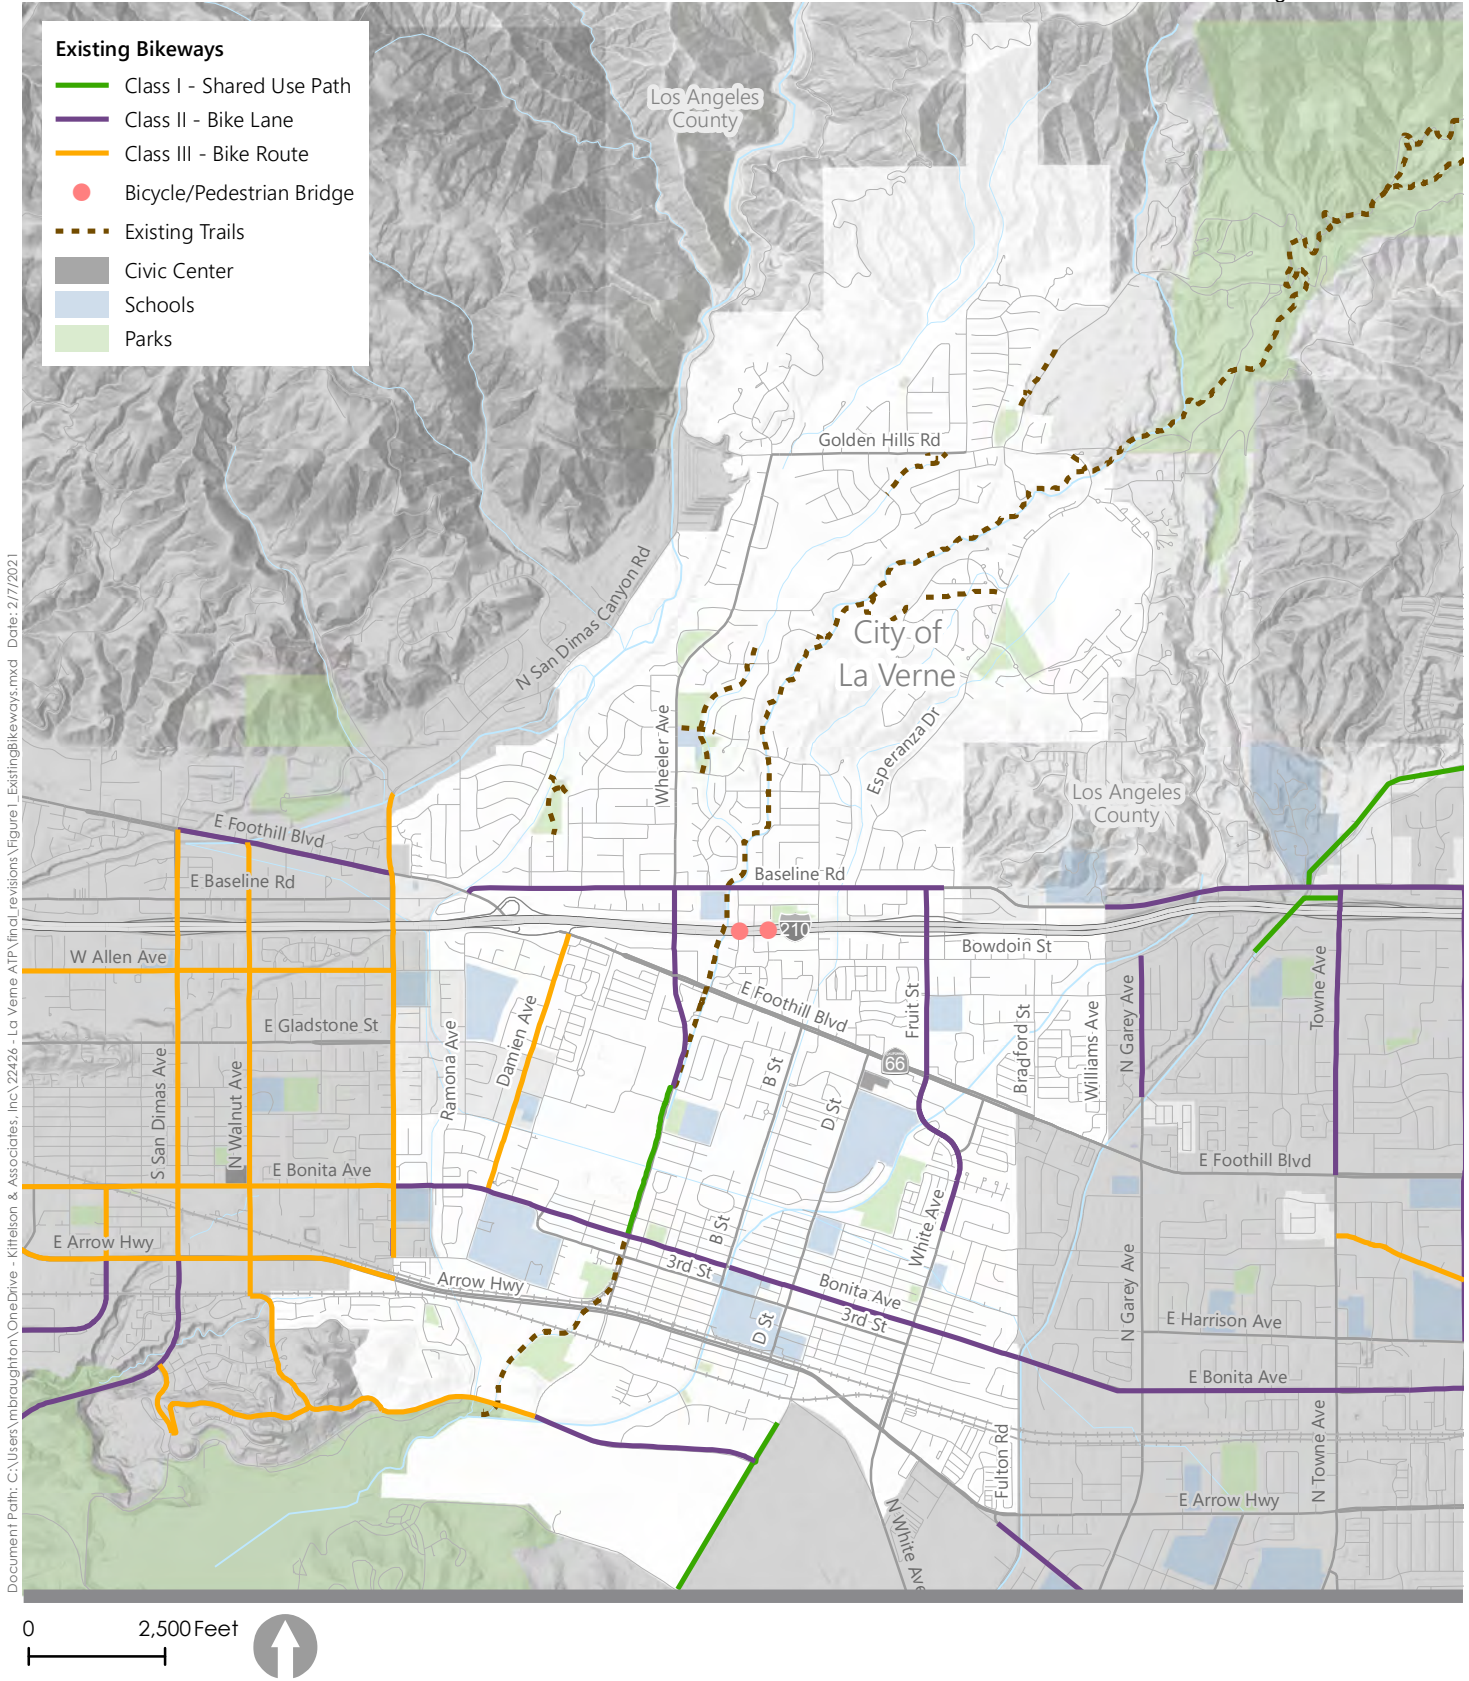 Existing Bikeways
Class I - Shared Use Path
Class II - Bike Lane
Class III - Bike Route
Bicycle/Pedestrian Bridge
Existing Trails
Civic Center
Schools
Parks
Los Angeles
County
Golden Hills Rd
N San Dimas Canyon Rd
City of
La Verne
Wheeler Ave
Esperanza Dr
Los Angeles
County
E Foothill Blvd
E Baseline Rd
Baseline Rd
210
W Allen Ave
Bowdoin St
E Gladstone St
E Foothill Blvd
Fruit St
Towne Ave
N Garey Ave
Damien Ave
Ramona Ave
S San Dimas Ave
N Walnut Ave
B St
D St
66
Bradford St
Williams Ave
E Bonita Ave
E Foothill Blvd
E Arrow Hwy
B St
White Ave
3rd St
Arrow Hwy
Bonita Ave
3rd St
D St
N Garey Ave
E Harrison Ave
E Bonita Ave
Fulton Rd
N Towne Ave
E Arrow Hwy
N White Ave
0
2,500 Feet
Document Path: C:\Users\mbraughton\OneDrive - Kittelson & Associates, Inc\22426 - La Verne ATP\final_revisions\Figure1_ExistingBikeways.mxd Date: 2/7/2021